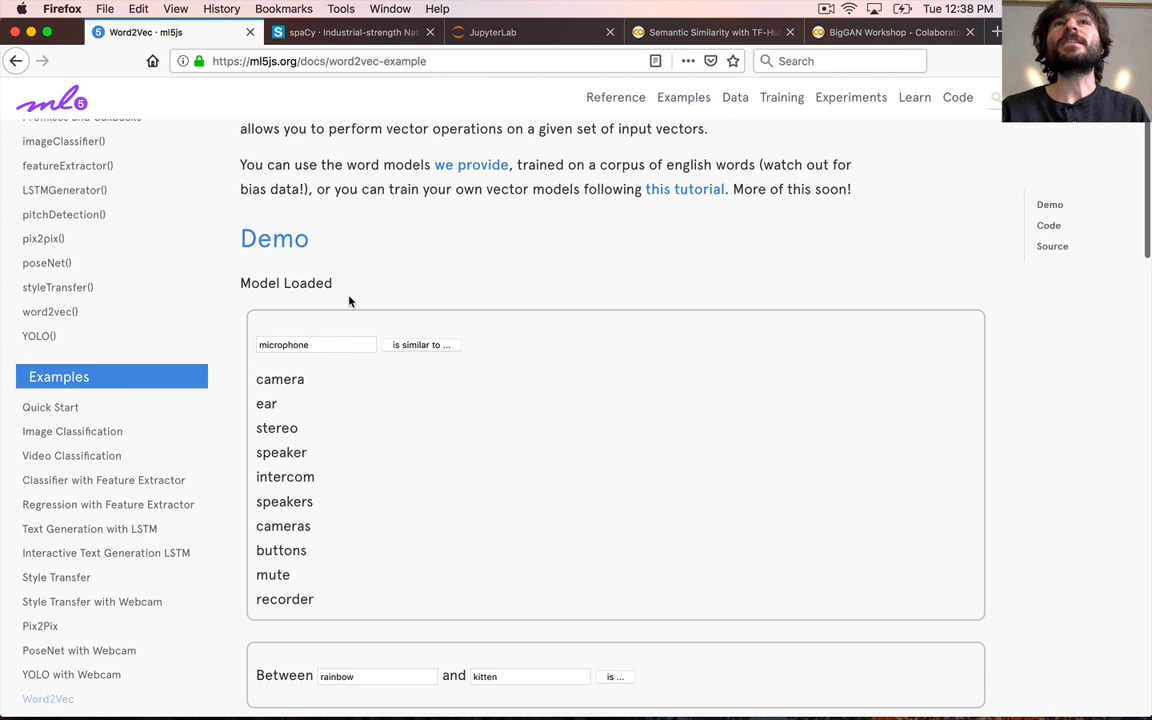 Firefox File Edit View History Bookmarks Tools Window Help Tue 12:38 PM
Word2Vec · ml5js
spaCy · Industrial-strength Nat
JupyterLab
Semantic Similarity with TF-Hu
BigGAN Workshop - Colaborato
https://ml5js.org/docs/word2vec-example
Search
ml5
Reference Examples Data Training Experiments Learn Code
Promises and Callbacks
imageClassifier()
featureExtractor()
LSTMGenerator()
pitchDetection()
pix2pix()
poseNet()
styleTransfer()
word2vec()
YOLO()
Examples
Quick Start
Image Classification
Video Classification
Classifier with Feature Extractor
Regression with Feature Extractor
Text Generation with LSTM
Interactive Text Generation LSTM
Style Transfer
Style Transfer with Webcam
Pix2Pix
PoseNet with Webcam
YOLO with Webcam
Word2Vec
allows you to perform vector operations on a given set of input vectors.
You can use the word models we provide, trained on a corpus of english words (watch out for
bias data!), or you can train your own vector models following this tutorial. More of this soon!
Demo
Model Loaded
microphone is similar to ...
camera
ear
stereo
speaker
intercom
speakers
cameras
buttons
mute
recorder
Between rainbow and kitten is ...
Demo
Code
Source